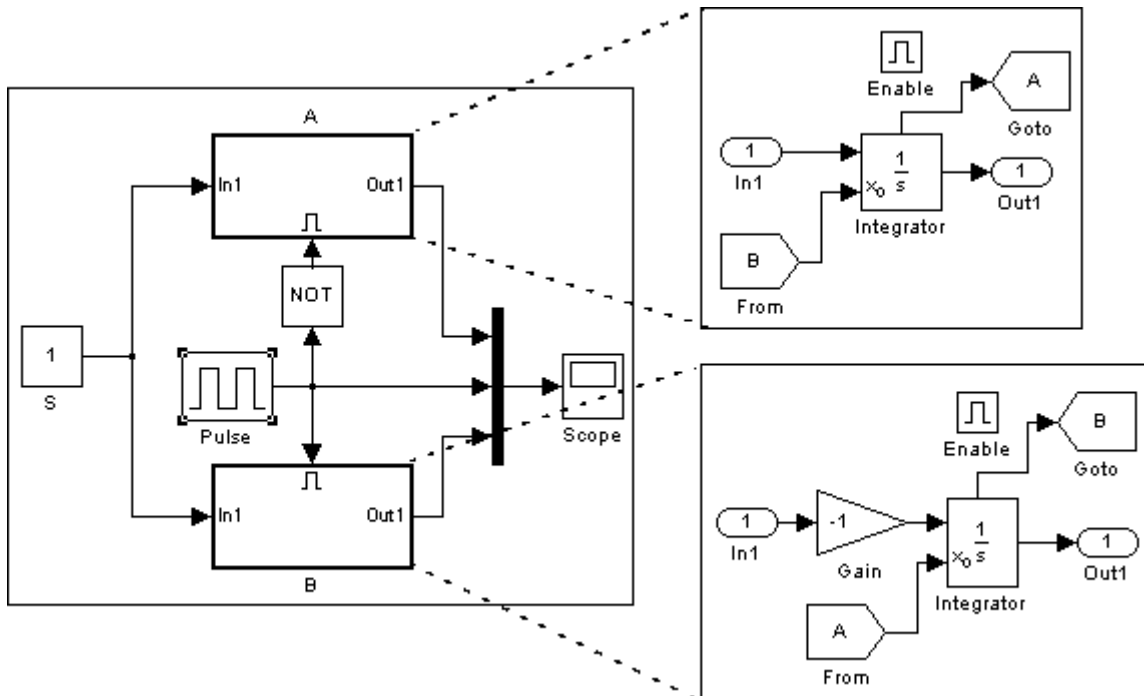 A
In1
Out1
NOT
1
S
Pulse
Scope
In1
Out1
B
Enable
A
Goto
1
In1
1
s
x0
Integrator
1
Out1
B
From
Enable
B
Goto
1
In1
-1
Gain
1
s
x0
Integrator
1
Out1
A
From